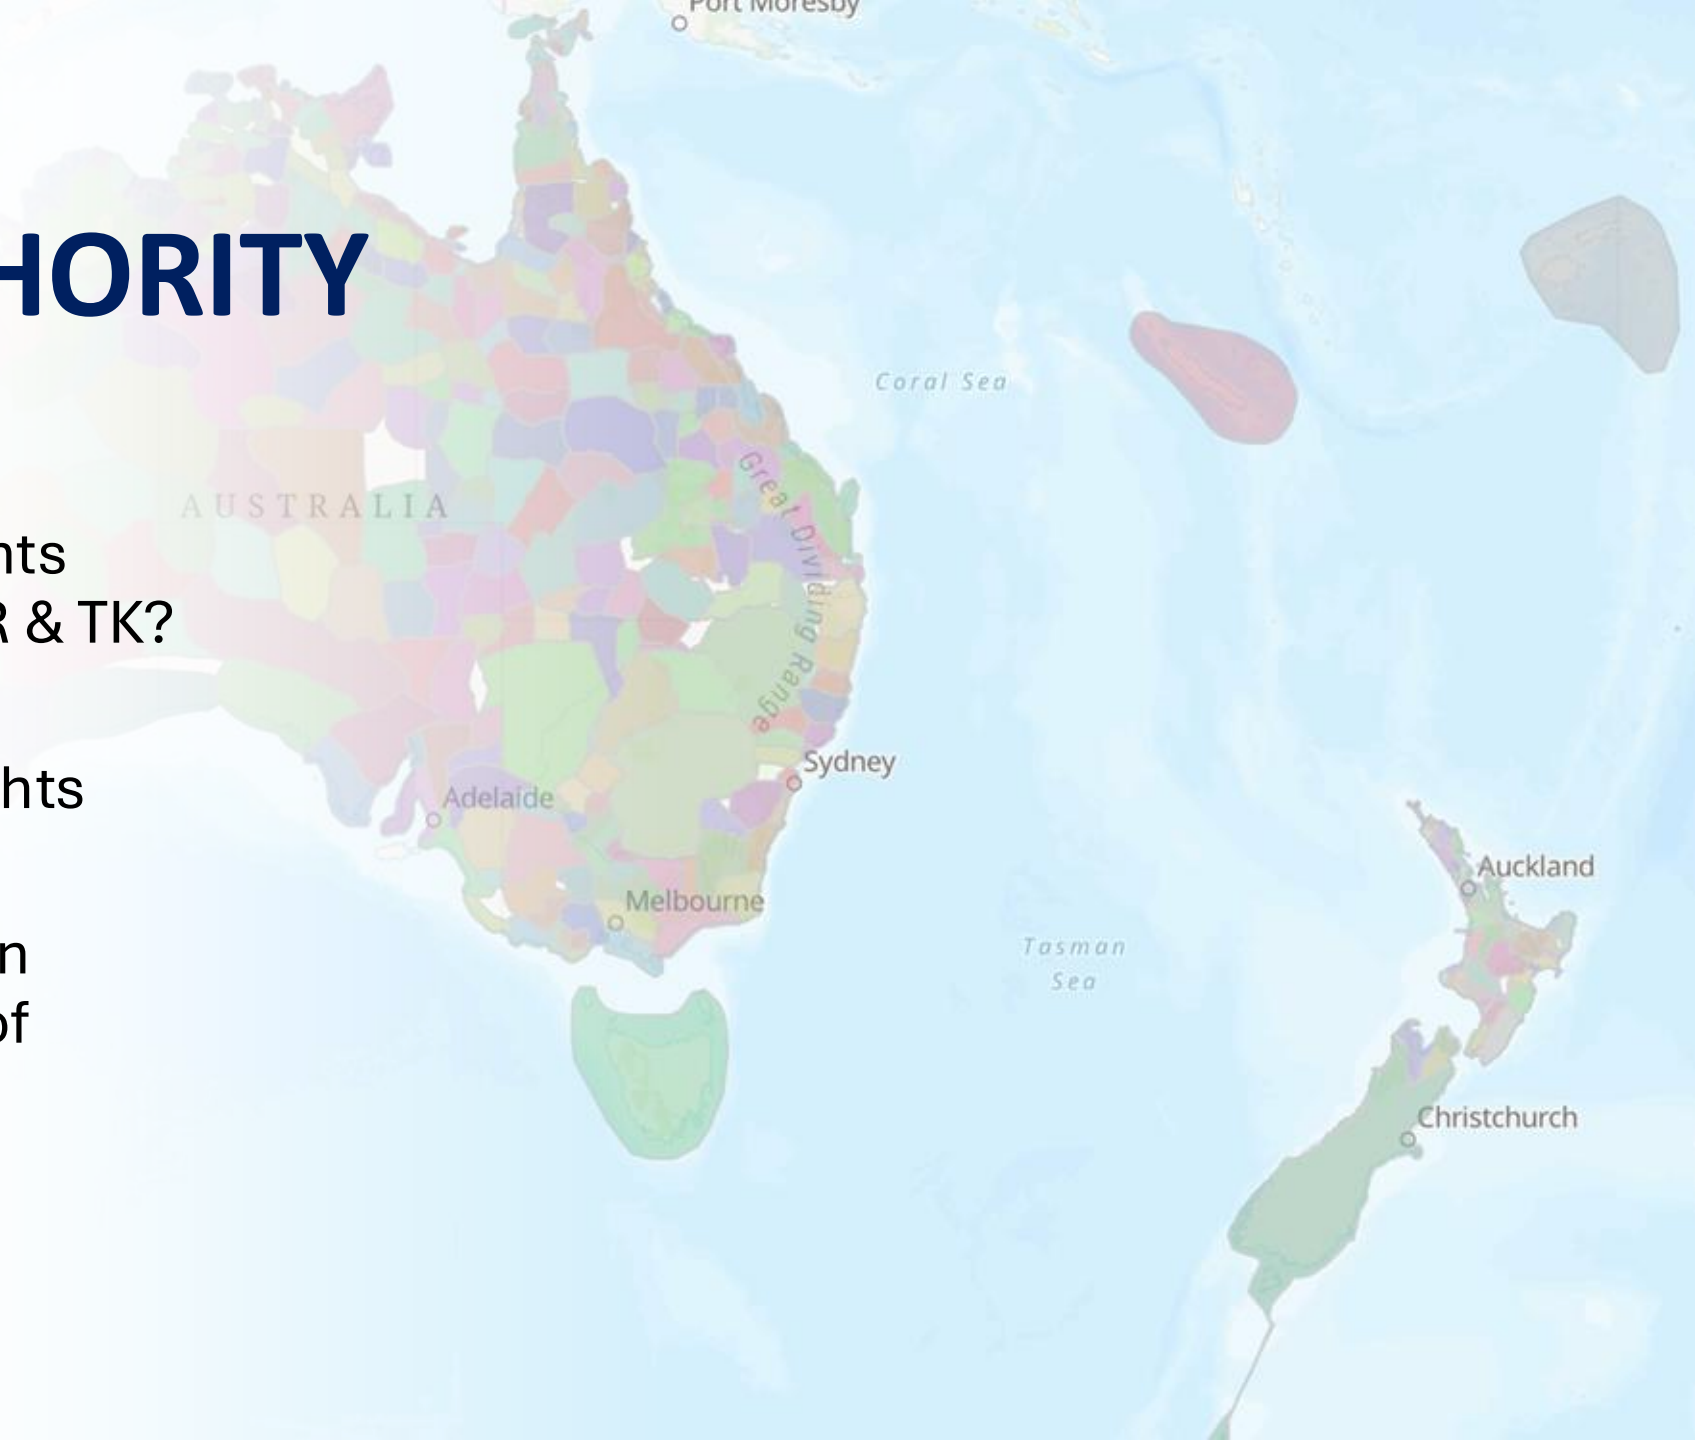 Port Moresby
HORITY
Coral Sea
Great Dividing Range
AUSTRALIA
nts
R & TK?
Sydney
hts
Adelaide
Auckland
Melbourne
Tasman
Sea
n
of
Christchurch